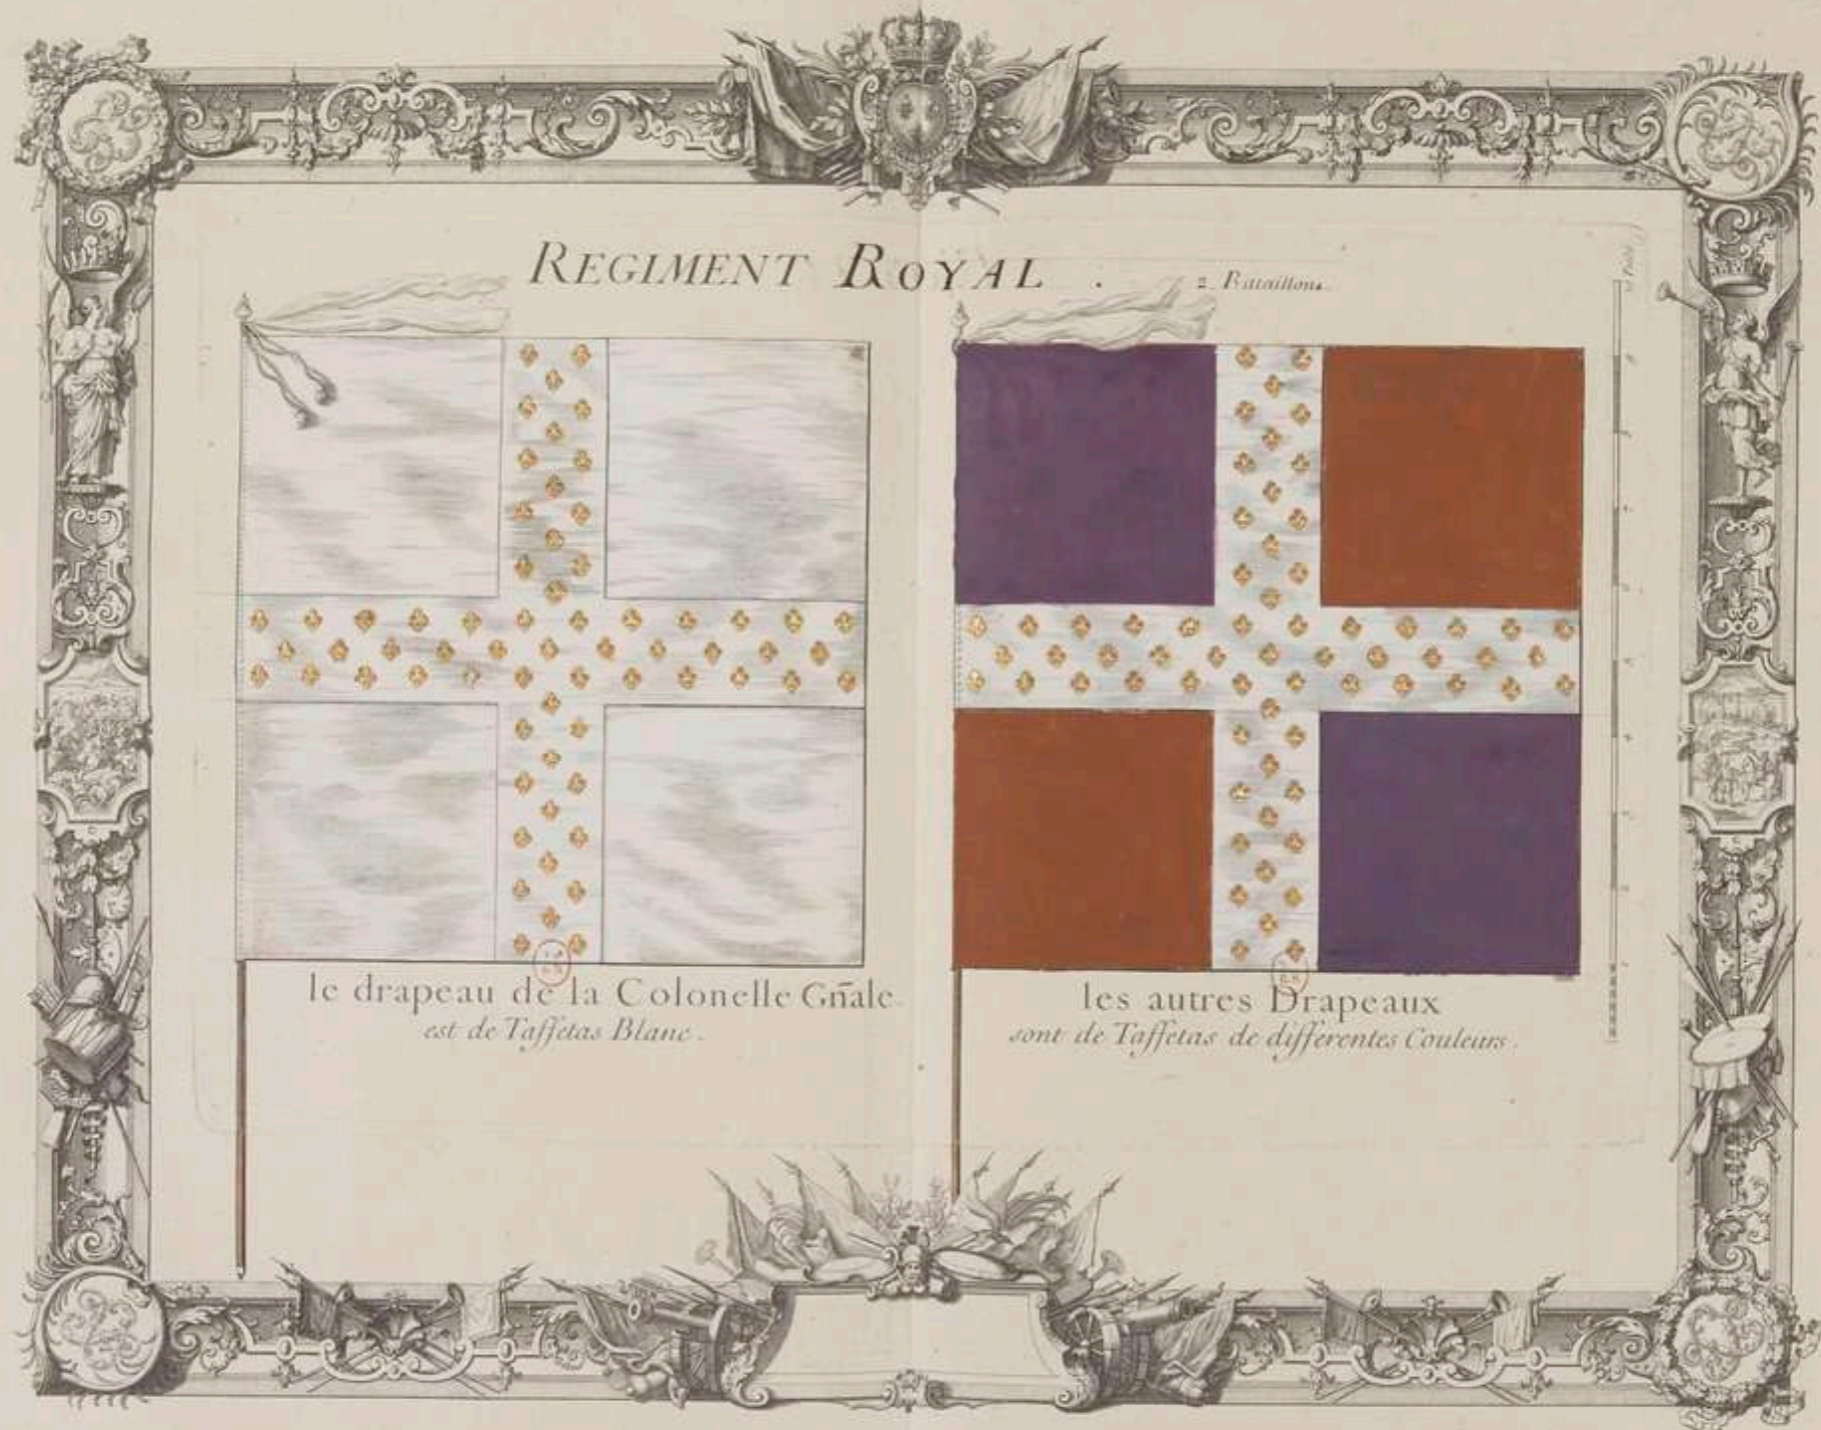 REGIMENT ROYAL .
2. Bataillons.
le drapeau de la Colonelle Gñale
est de Taffetas Blanc.
les autres Drapeaux
sont de Taffetas de differentes Couleurs.